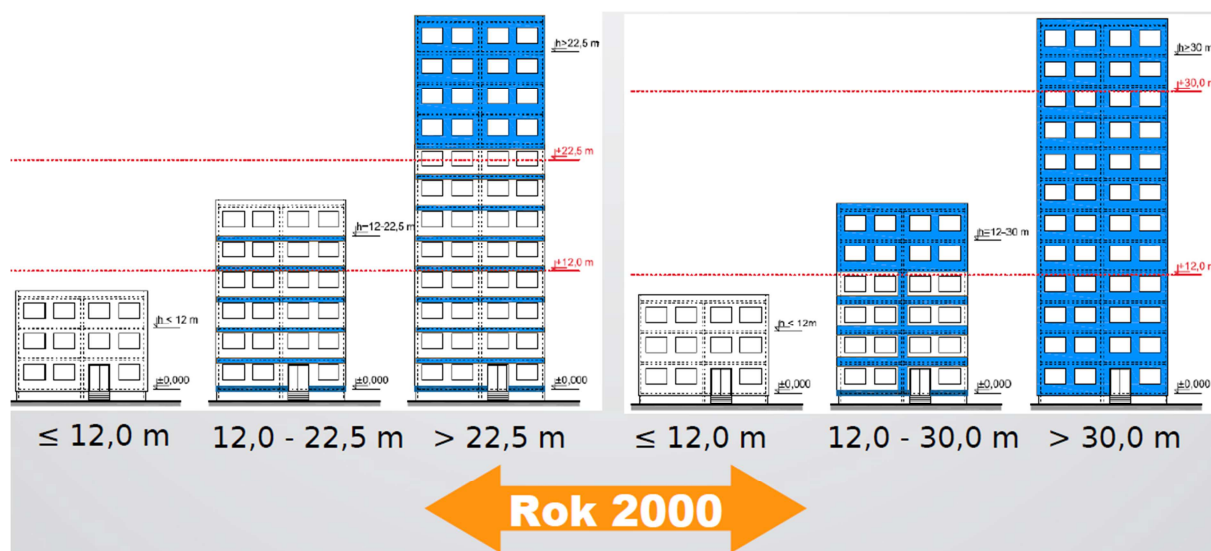 h>22,5 m
+22,5 m
h=12-22,5 m
+12,0 m
h ≤ 12 m
±0,000
±0,000
±0,000
h≥30 m
+30,0 m
h=12-30 m
+12,0 m
h ≤ 12m
±0,000
±0,000
±0,000
≤ 12,0 m 12,0 - 22,5 m > 22,5 m ≤ 12,0 m 12,0 - 30,0 m > 30,0 m
Rok 2000